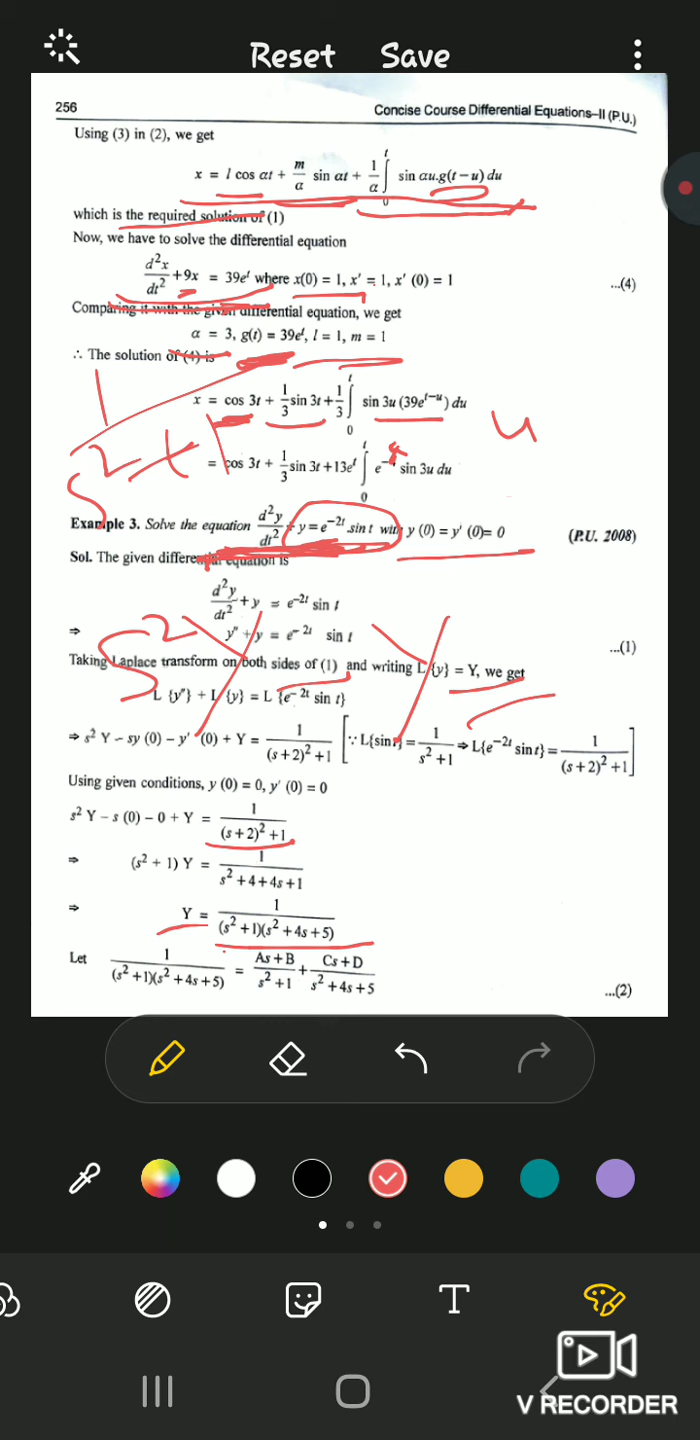 Reset Save
256 Concise Course Differential Equations–II (P.U.)
Using (3) in (2), we get
x = l cos αt + m/α sin αt + 1/α ∫₀ᵗ sin αu.g(t – u) du
which is the required solution of (1)
Now, we have to solve the differential equation
d²x/dt² +9x = 39eᵗ where x(0) = 1, x' = 1, x' (0) = 1 ...(4)
Comparing it with the given differential equation, we get
α = 3, g(t) = 39eᵗ, l = 1, m = 1
∴ The solution of (4) is
x = cos 3t + 1/3 sin 3t + 1/3 ∫₀ᵗ sin 3u (39eᵗ⁻ᵘ) du
u
= cos 3t + 1/3 sin 3t + 13eᵗ ∫₀ᵗ e⁻ᵘ sin 3u du
Example 3. Solve the equation d²y/dt² + y = e⁻²ᵗ sin t with y (0) = y' (0)= 0 (P.U. 2008)
Sol. The given differential equation is
d²y/dt² + y = e⁻²ᵗ sin t
⇒ y'' + y = e⁻²ᵗ sin t ...(1)
Taking Laplace transform on both sides of (1) and writing L {y} = Y, we get
L {y''} + L {y} = L {e⁻²ᵗ sin t}
⇒ s² Y – sy (0) – y' (0) + Y = 1/((s + 2)² + 1) [∵ L{sin t} = 1/(s² + 1) ⇒ L{e⁻²ᵗ sin t} = 1/((s + 2)² + 1)]
Using given conditions, y (0) = 0, y' (0) = 0
s² Y – s (0) – 0 + Y = 1/((s + 2)² + 1)
⇒ (s² + 1) Y = 1/(s² + 4 + 4s + 1)
⇒ Y = 1/((s² + 1)(s² + 4s + 5))
Let 1/((s² + 1)(s² + 4s + 5)) = (As + B)/(s² + 1) + (Cs + D)/(s² + 4s + 5) ...(2)
T
V RECORDER